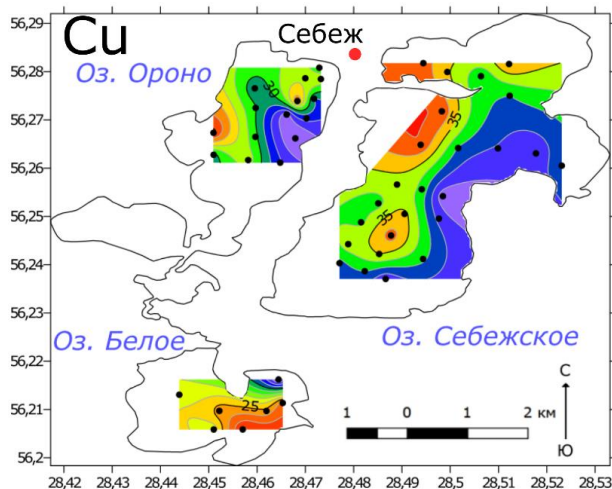 56,29
Cu
Себеж
56,28
Оз. Ороно
30
56,27
35
56,26
56,25
35
56,24
56,23
56,22
Оз. Белое
Оз. Себежское
С
56,21
25
1 0 1 2 км
Ю
56,2
28,42 28,43 28,44 28,45 28,46 28,47 28,48 28,49 28,5 28,51 28,52 28,53